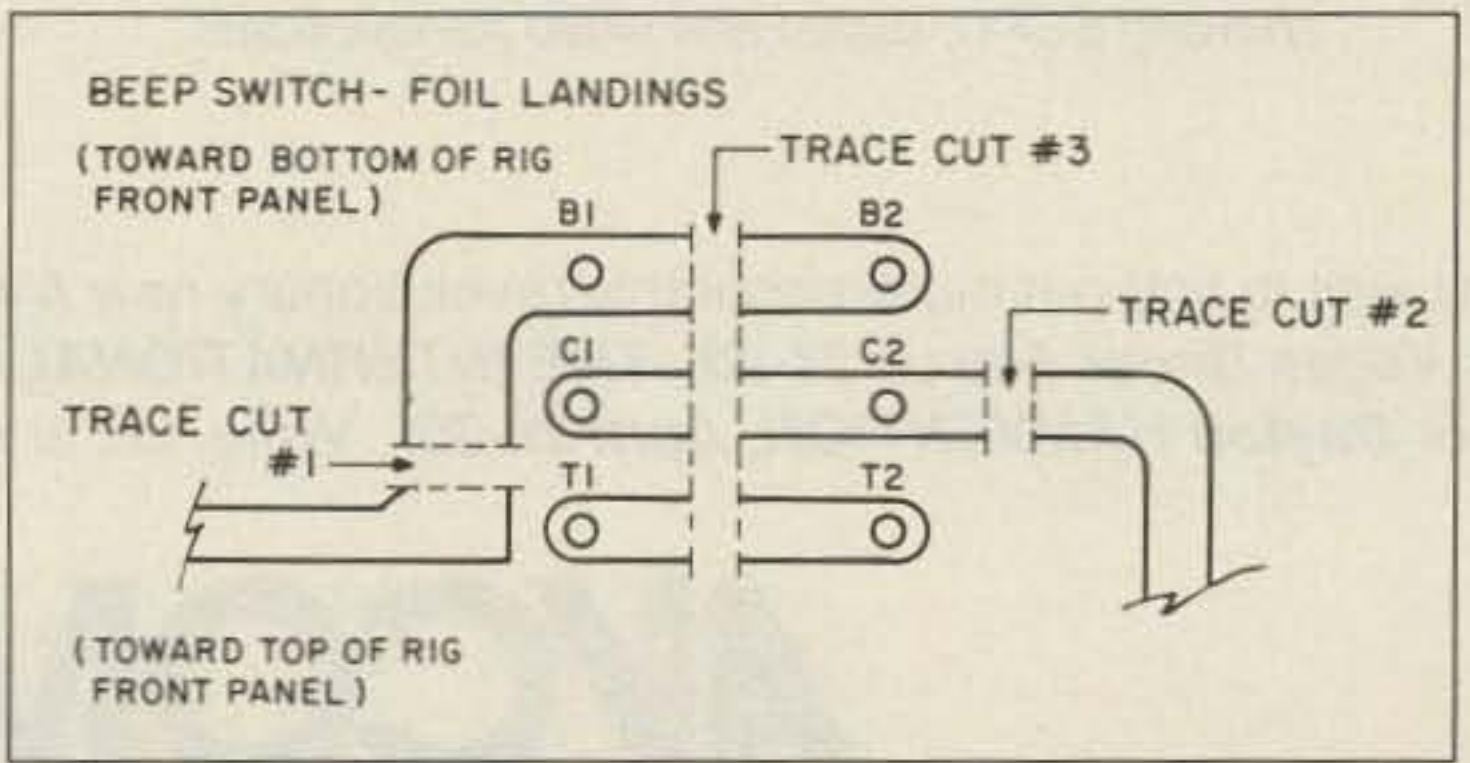 BEEP SWITCH- FOIL LANDINGS
(TOWARD BOTTOM OF RIG
FRONT PANEL)
TRACE CUT #3
B1
B2
TRACE CUT #2
C1
C2
TRACE CUT
#1
T1
T2
(TOWARD TOP OF RIG
FRONT PANEL)